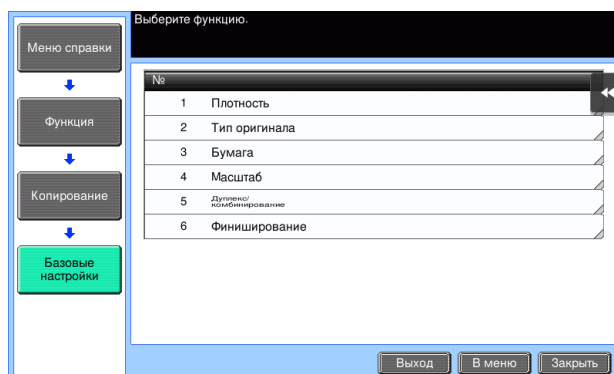 Выберите функцию.
Меню справки
Функция
Копирование
Базовые
настройки
№
1 Плотность
2 Тип оригинала
3 Бумага
4 Масштаб
5 Дуплекс/
комбинирование
6 Финиширование
Выход
В меню
Закрыть